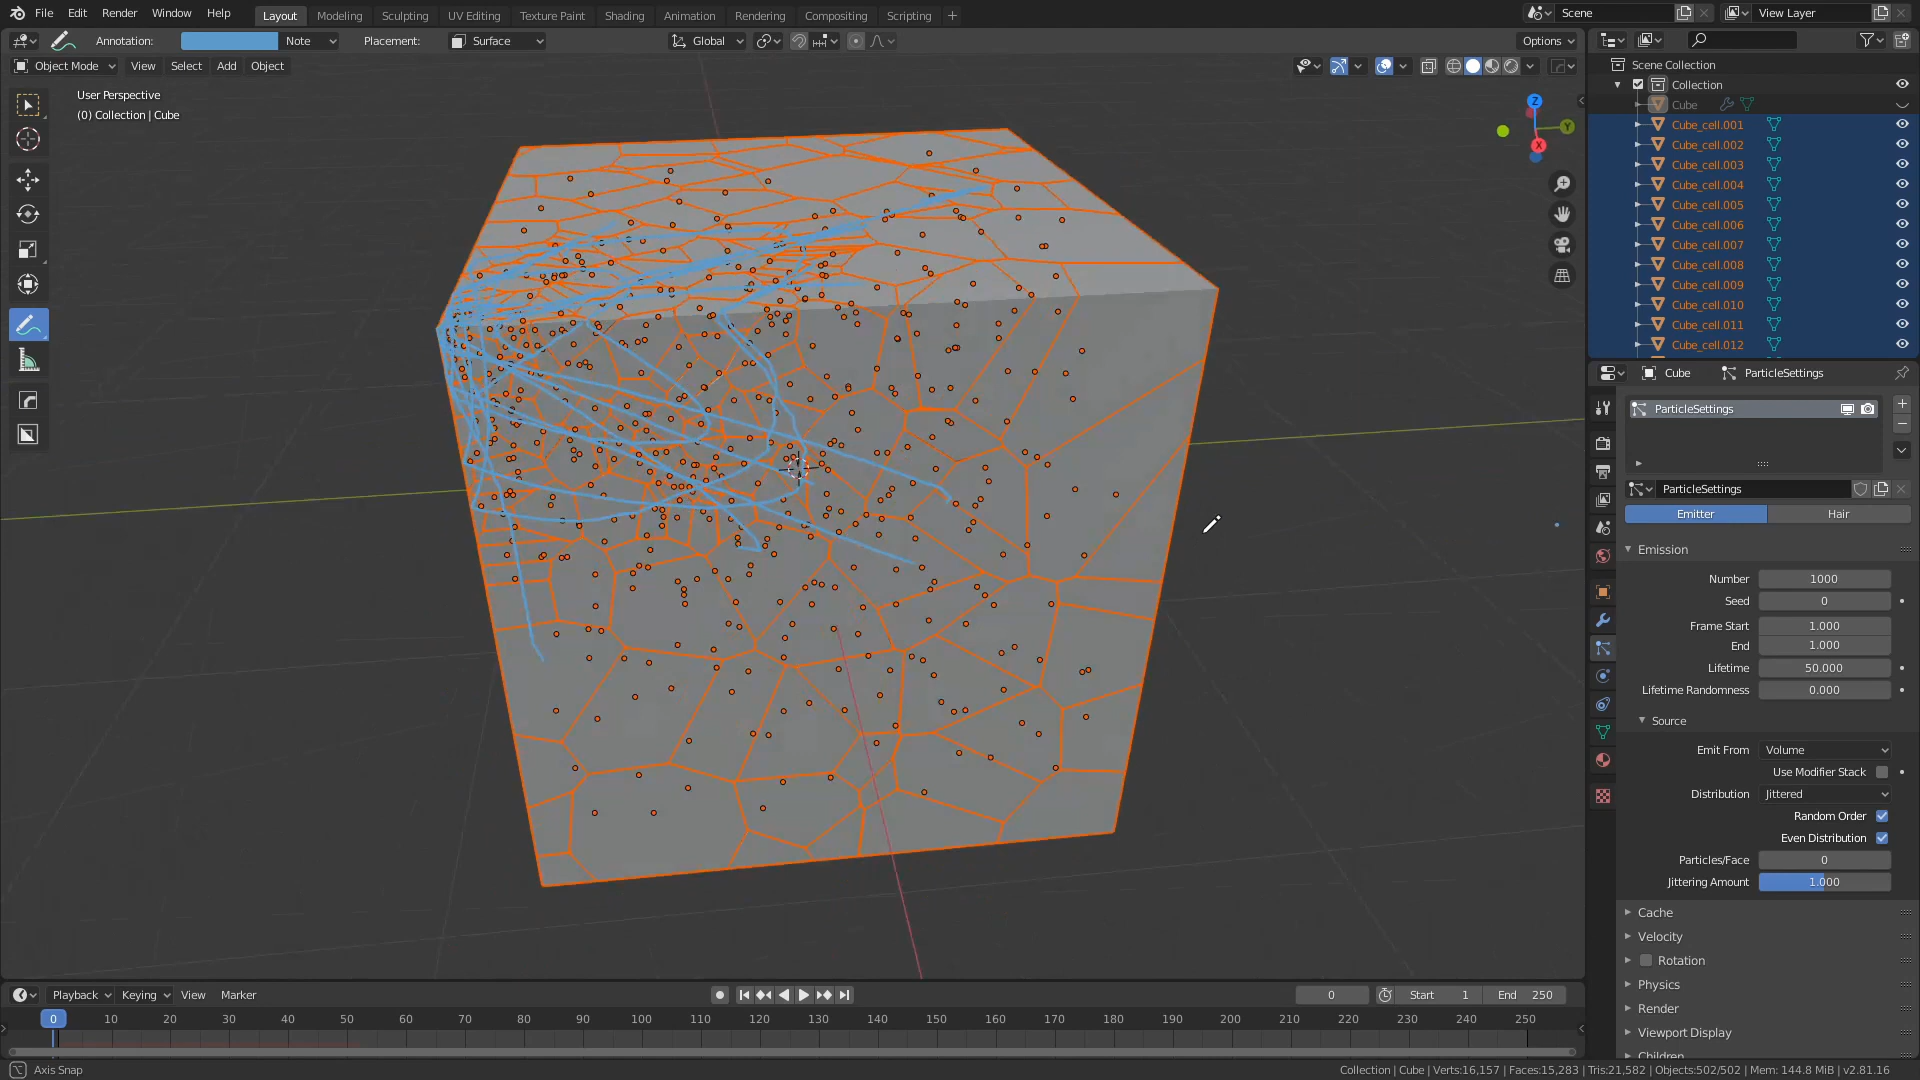 File Edit Render Window Help Layout Modeling Sculpting UV Editing Texture Paint Shading Animation Rendering Compositing Scripting + Scene View Layer
Annotation: Note Placement: Surface Global Options
Object Mode View Select Add Object
User Perspective
(0) Collection | Cube
Z
Y
X
Scene Collection
Collection
Cube
Cube_cell.001
Cube_cell.002
Cube_cell.003
Cube_cell.004
Cube_cell.005
Cube_cell.006
Cube_cell.007
Cube_cell.008
Cube_cell.009
Cube_cell.010
Cube_cell.011
Cube_cell.012
Cube ParticleSettings
ParticleSettings
ParticleSettings
Emitter Hair
Emission
Number 1000
Seed 0
Frame Start 1.000
End 1.000
Lifetime 50.000
Lifetime Randomness 0.000
Source
Emit From Volume
Use Modifier Stack
Distribution Jittered
Random Order
Even Distribution
Particles/Face 0
Jittering Amount 1.000
Cache
Velocity
Rotation
Physics
Render
Viewport Display
Children
Playback Keying View Marker 0 Start 1 End 250
0 10 20 30 40 50 60 70 80 90 100 110 120 130 140 150 160 170 180 190 200 210 220 230 240 250
Axis Snap Collection | Cube | Verts:16,157 | Faces:15,283 | Tris:21,582 | Objects:502/502 | Mem: 144.8 MiB | v2.81.16